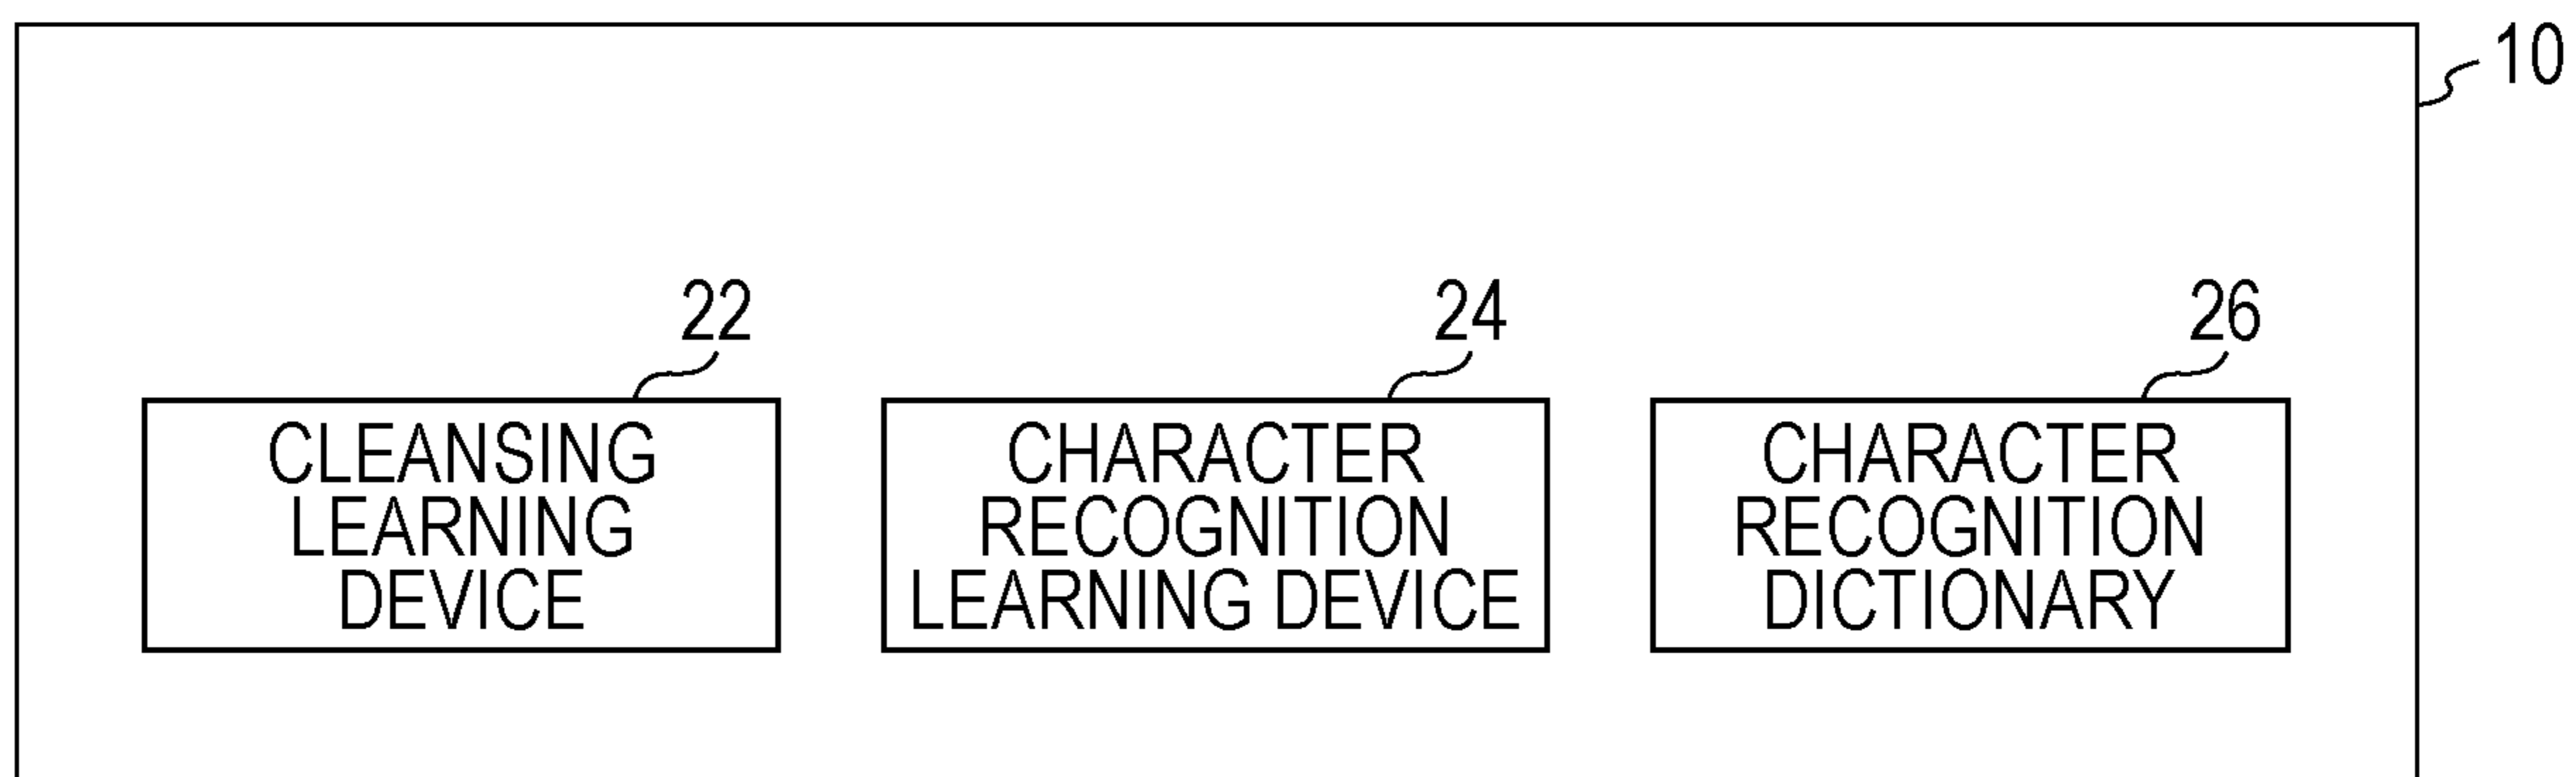 10
22
24
26
CLEANSING
LEARNING
DEVICE
CHARACTER
RECOGNITION
LEARNING DEVICE
CHARACTER
RECOGNITION
DICTIONARY